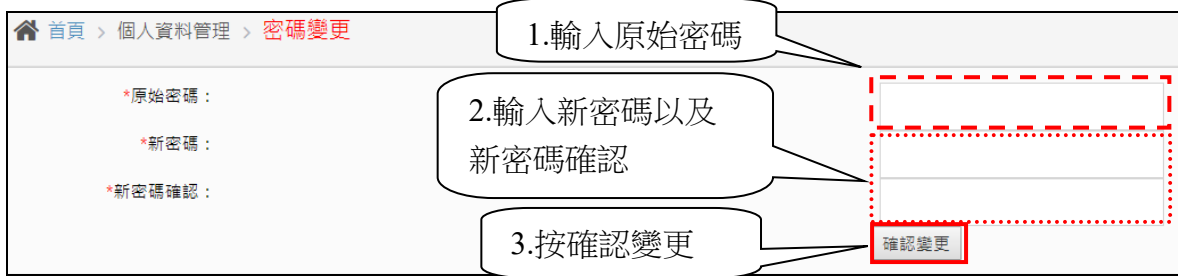 首頁 > 個人資料管理 > 密碼變更
1.輸入原始密碼
*原始密碼：
2.輸入新密碼以及
新密碼確認
*新密碼：
*新密碼確認：
3.按確認變更
確認變更